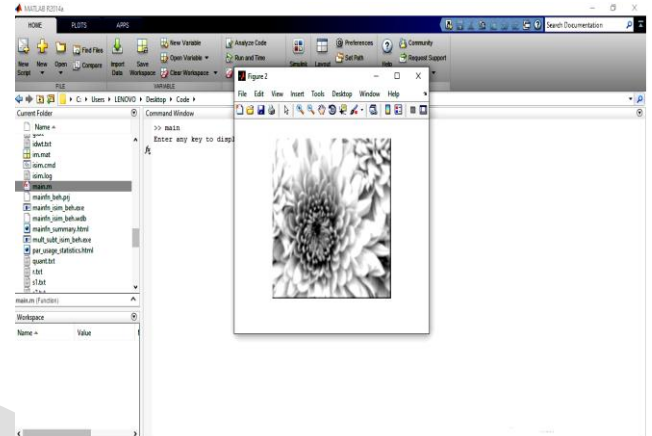 MATLAB R2014a
HOME PLOTS APPS
Search Documentation
New Script New Open Find Files Compare Import Data Save Workspace New Variable Open Variable Clear Workspace Analyze Code Run and Time Simulink Layout Preferences Set Path Help Community Request Support
FILE VARIABLE
C: Users LENOVO Desktop Code
Current Folder
Command Window
Name
idwt.txt
im.mat
isim.cmd
isim.log
main.m
mainfn_beh.prj
mainfn_isim_beh.exe
mainfn_isim_beh.wdb
mainfn_summary.html
mult_subt_isim_beh.exe
par_usage_statistics.html
quant.txt
r.txt
s1.txt
main.m (Function)
Workspace
Name Value
>> main
Enter any key to displ
fx
Figure 2
File Edit View Insert Tools Desktop Window Help